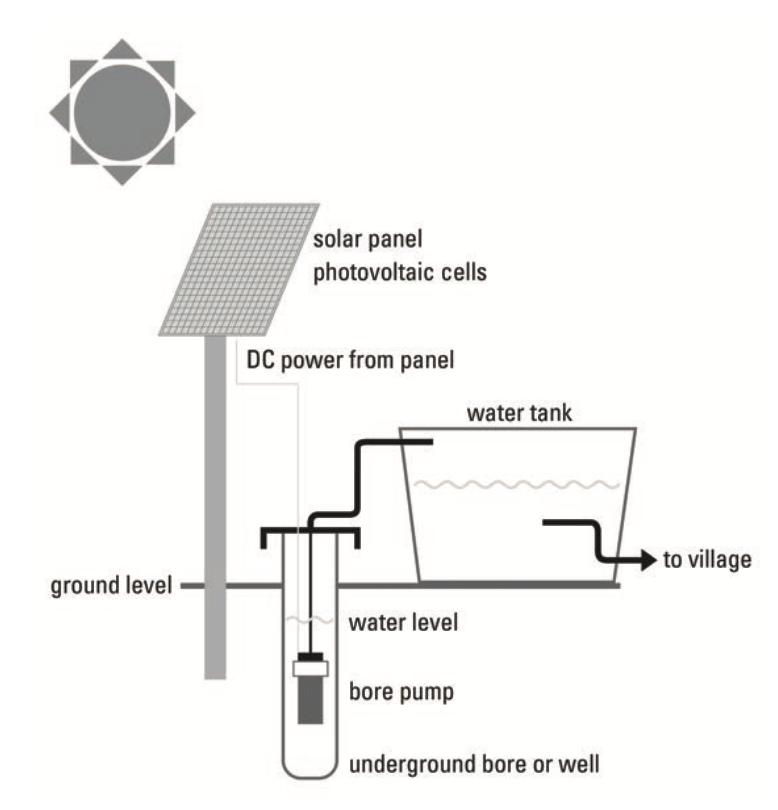 solar panel
photovoltaic cells
DC power from panel
water tank
to village
ground level
water level
bore pump
underground bore or well